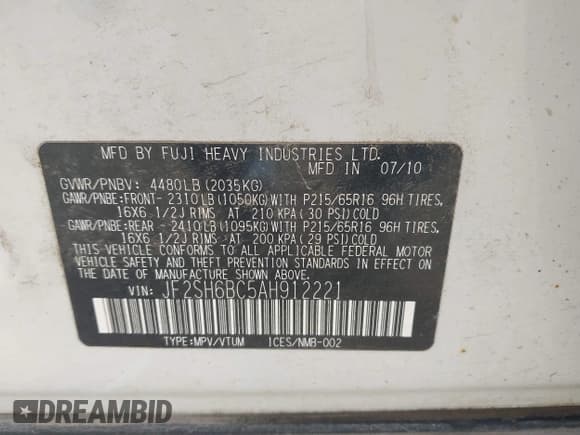 MFD BY FUJI HEAVY INDUSTRIES LTD.
MFD IN 07/10
GVWR/PNBV: 4480LB(2035KG)
GAWR/PNBE:FRONT-2310LB(1050KG)WITH P215/65R16 96H TIRES,
16X6 1/2J RIMS AT 210 KPA(30 PSI)COLD
GAWR/PNBE:REAR -2410LB(1095KG)WITH P215/65R16 96H TIRES,
16X6 1/2J RIMS AT 200 KPA(29 PSI)COLD
THIS VEHICLE CONFORMS TO ALL APPLICABLE FEDERAL MOTOR
VEHICLE SAFETY AND BUMPER AND THEFT PREVENTION STANDARDS IN EFFECT
ON THE DATE OF MANUFACTURE SHOWN ABOVE.
VIN: JF2SH6BC5AH912221
TYPE:MPV/VTUM ICES/NMB-002
DREAMBID